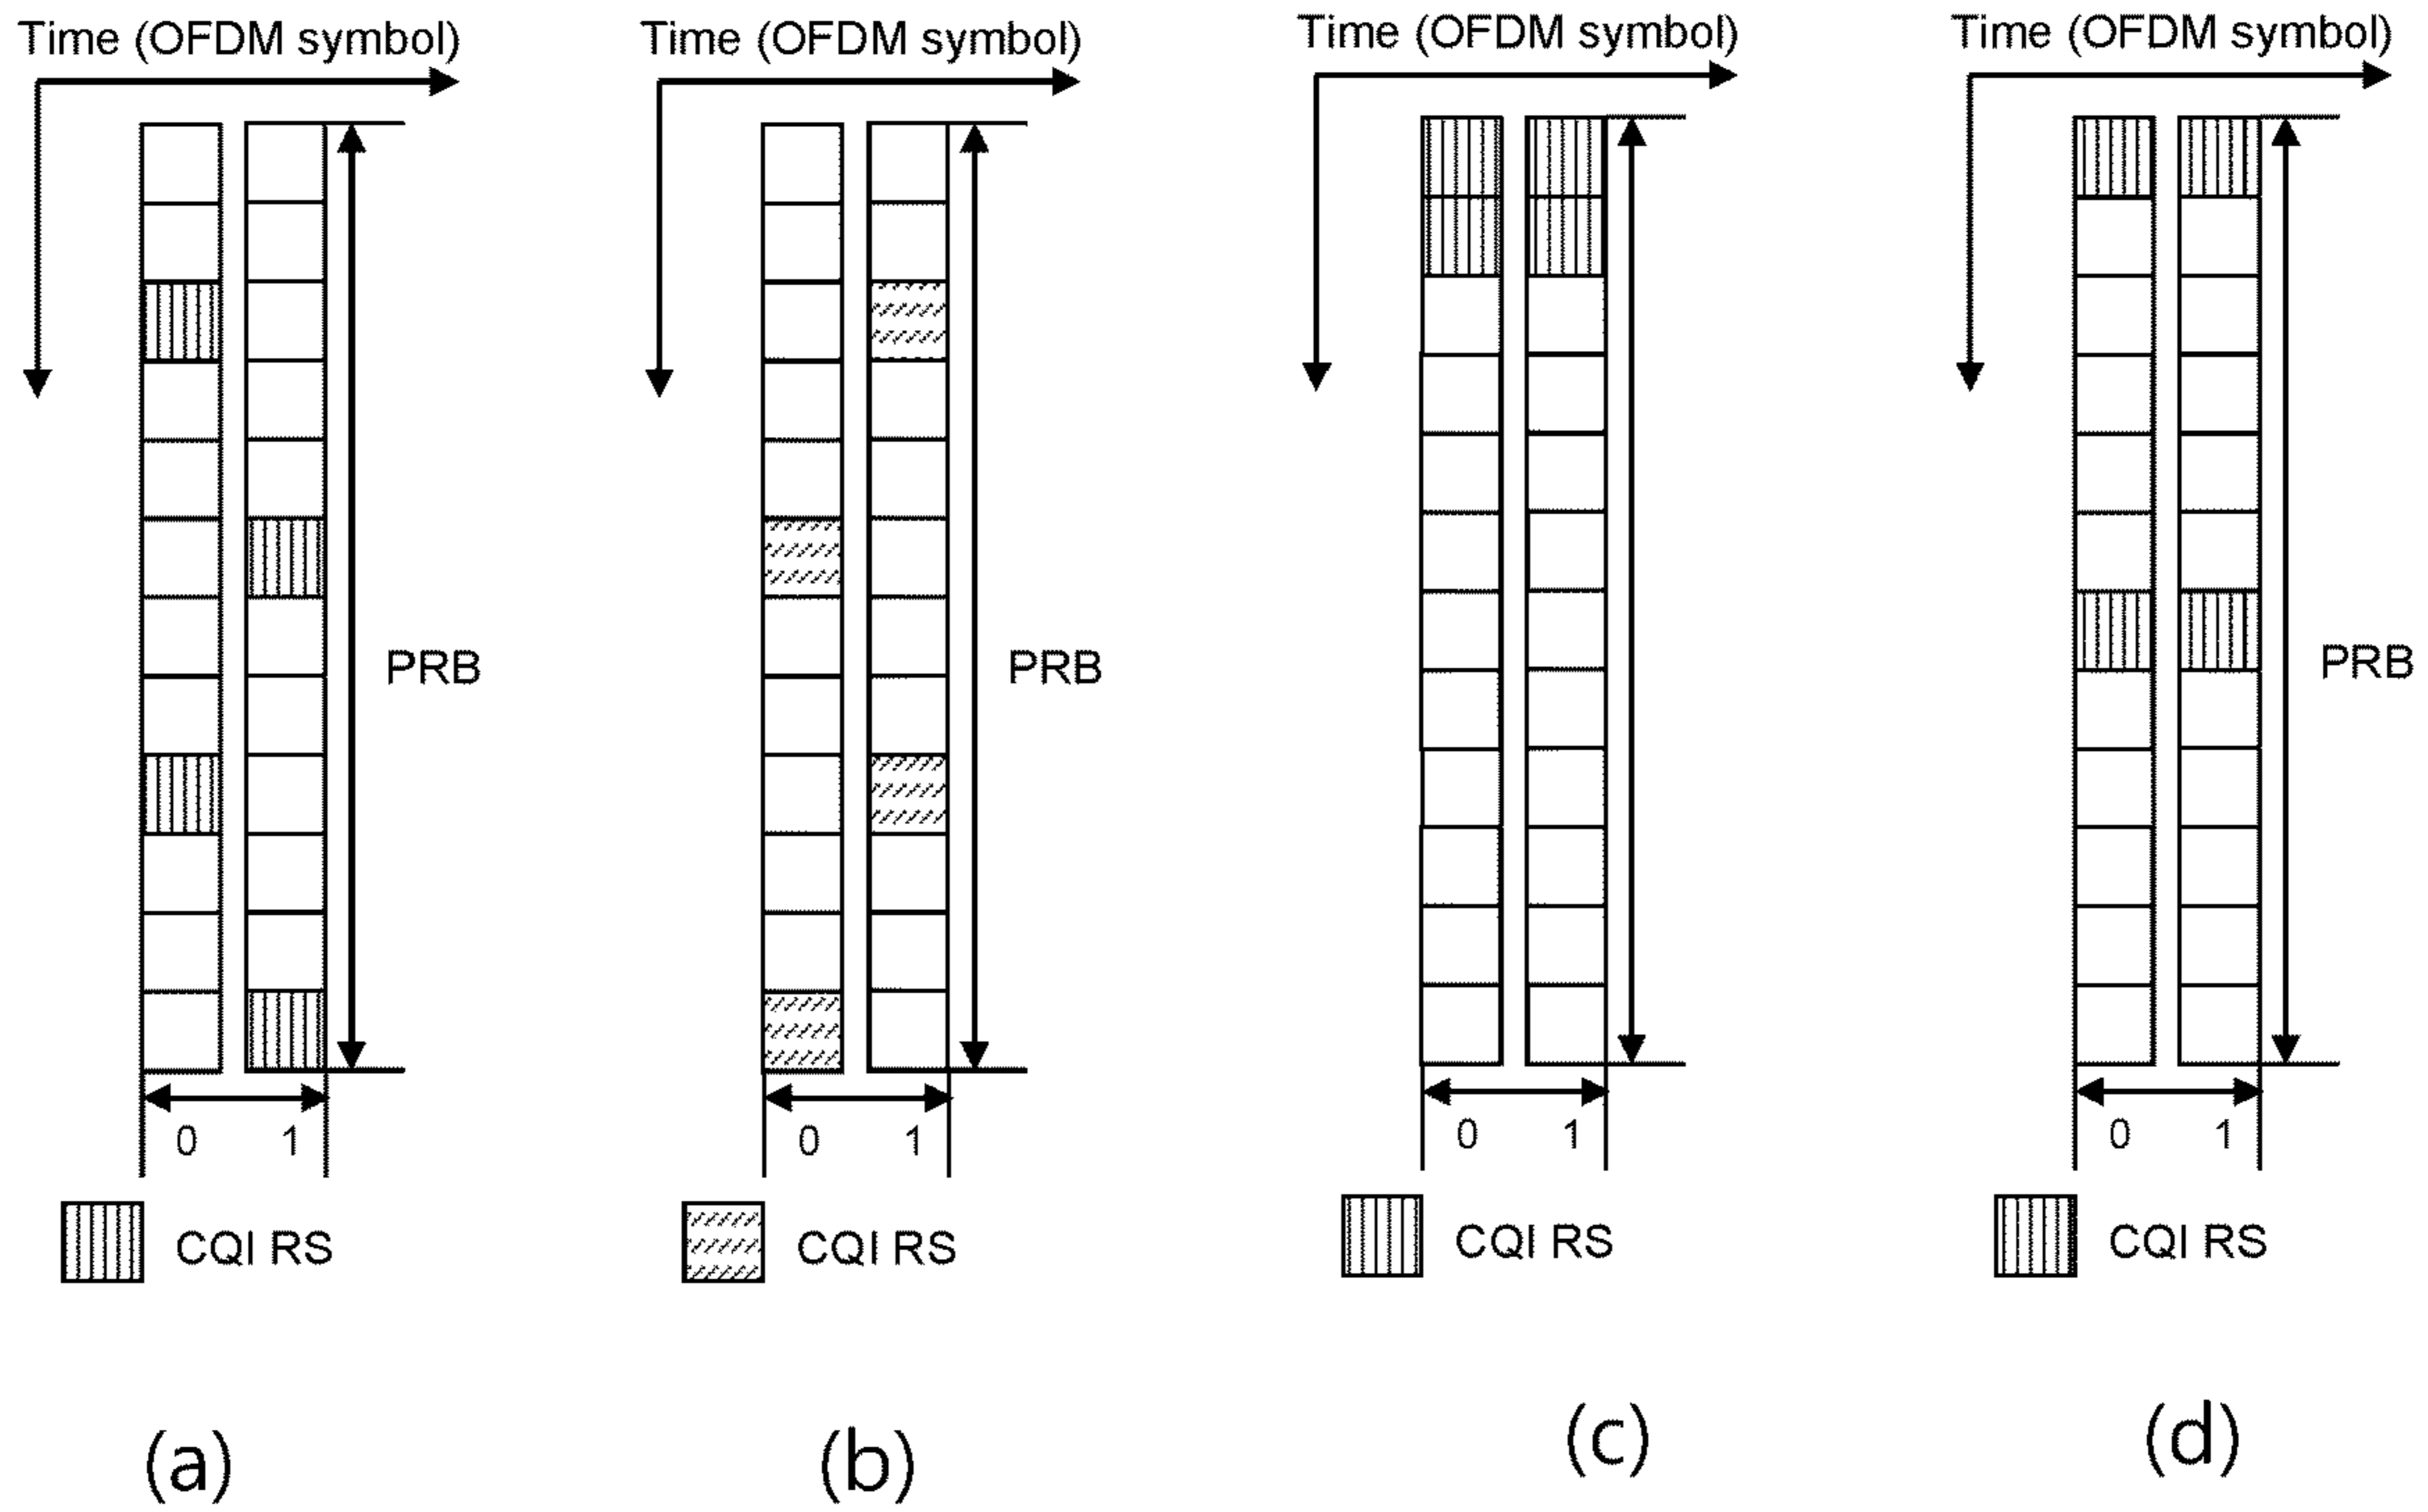 Time (OFDM symbol)
PRB
0 1
CQI RS
(a)
Time (OFDM symbol)
PRB
0 1
CQI RS
(b)
Time (OFDM symbol)
0 1
CQI RS
(c)
Time (OFDM symbol)
PRB
0 1
CQI RS
(d)